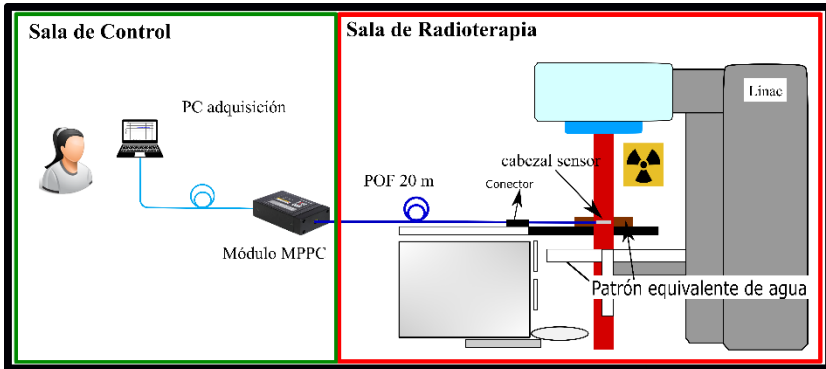 Sala de Control
Sala de Radioterapia
PC adquisición
Módulo MPPC
POF 20 m
Conector
cabezal sensor
Linac
Patrón equivalente de agua